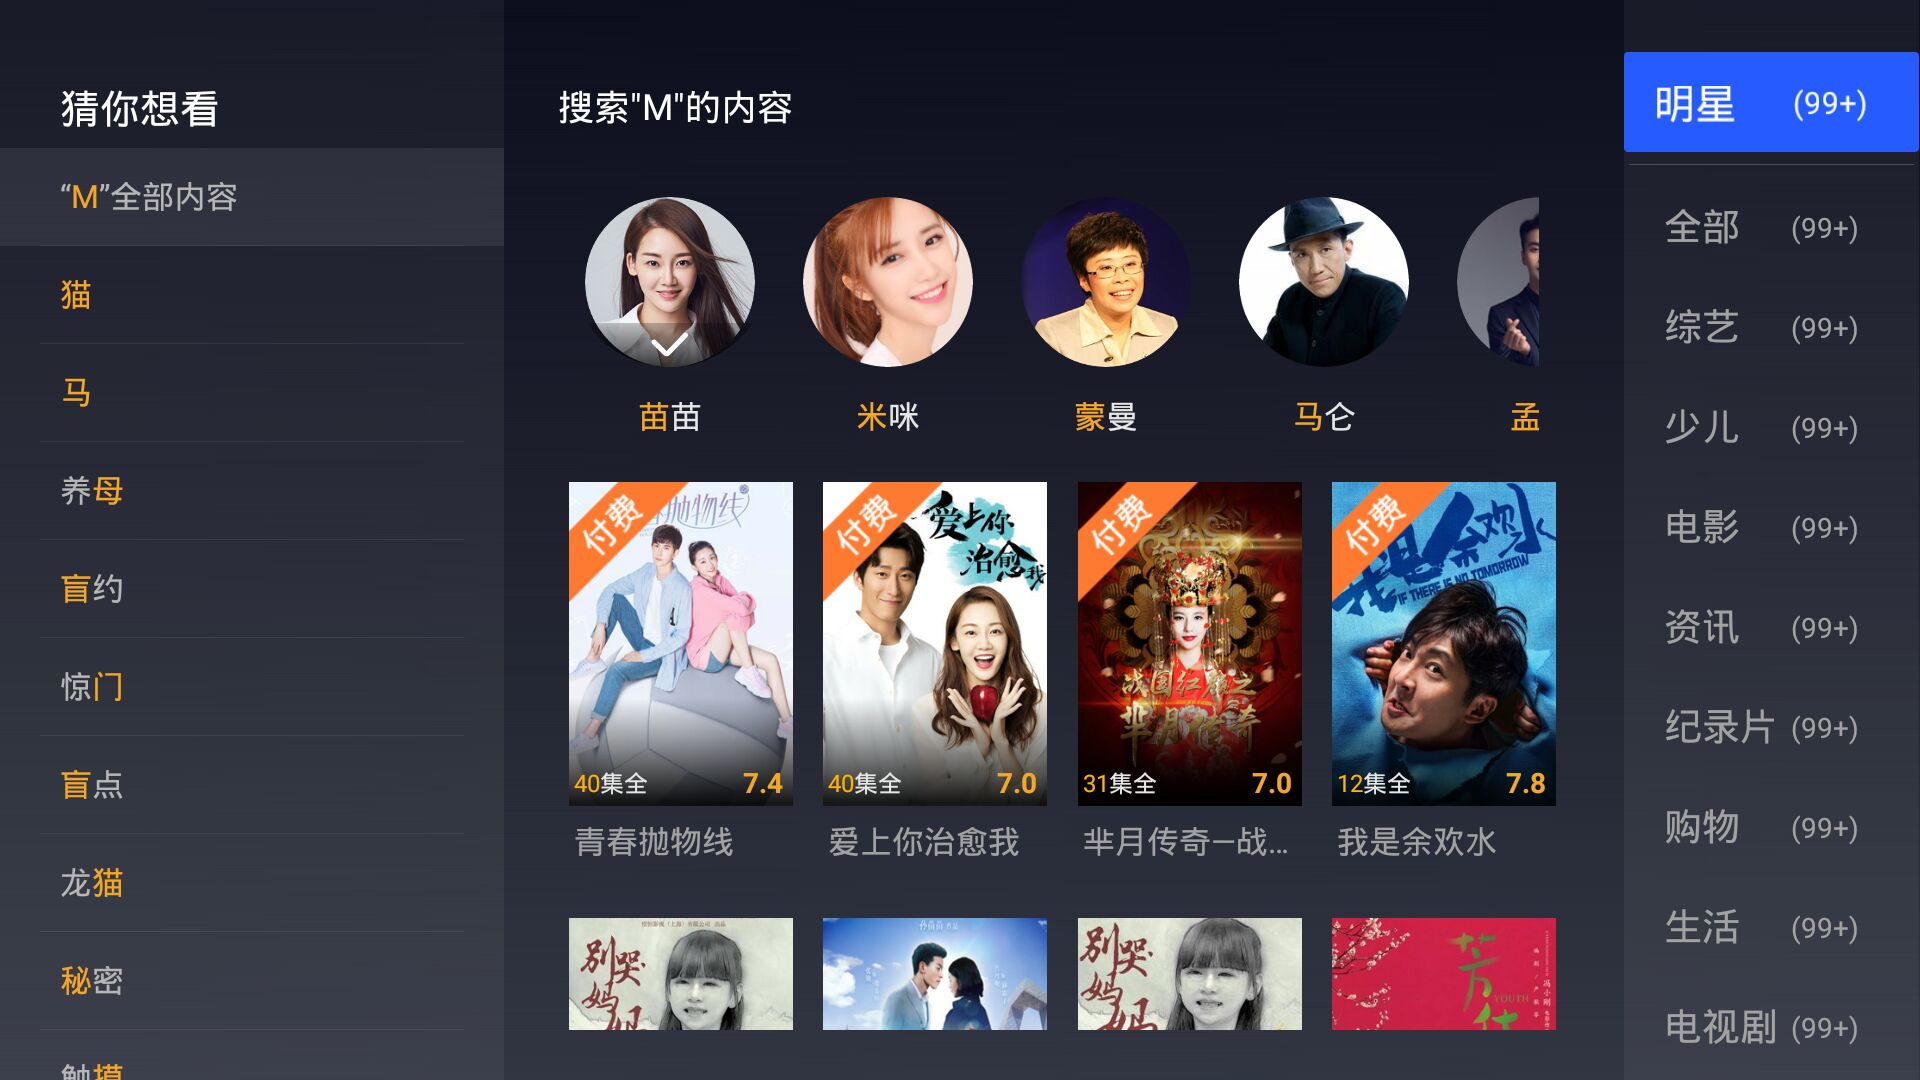 猜你想看
“M”全部内容
猫
马
养母
盲约
惊门
盲点
龙猫
秘密
触摸
搜索"M"的内容
苗苗
米咪
蒙曼
马仑
孟
付费
抛物线
40集全
7.4
青春抛物线
付费
爱上你
治愈我
40集全
7.0
爱上你治愈我
付费
战国红颜之
芈月传奇
31集全
7.0
芈月传奇—战...
付费
我是余欢水
IF THERE IS NO TOMORROW
12集全
7.8
我是余欢水
别哭
妈妈
别哭
妈妈
芳华
YOUTH
明星 (99+)
全部 (99+)
综艺 (99+)
少儿 (99+)
电影 (99+)
资讯 (99+)
纪录片 (99+)
购物 (99+)
生活 (99+)
电视剧 (99+)